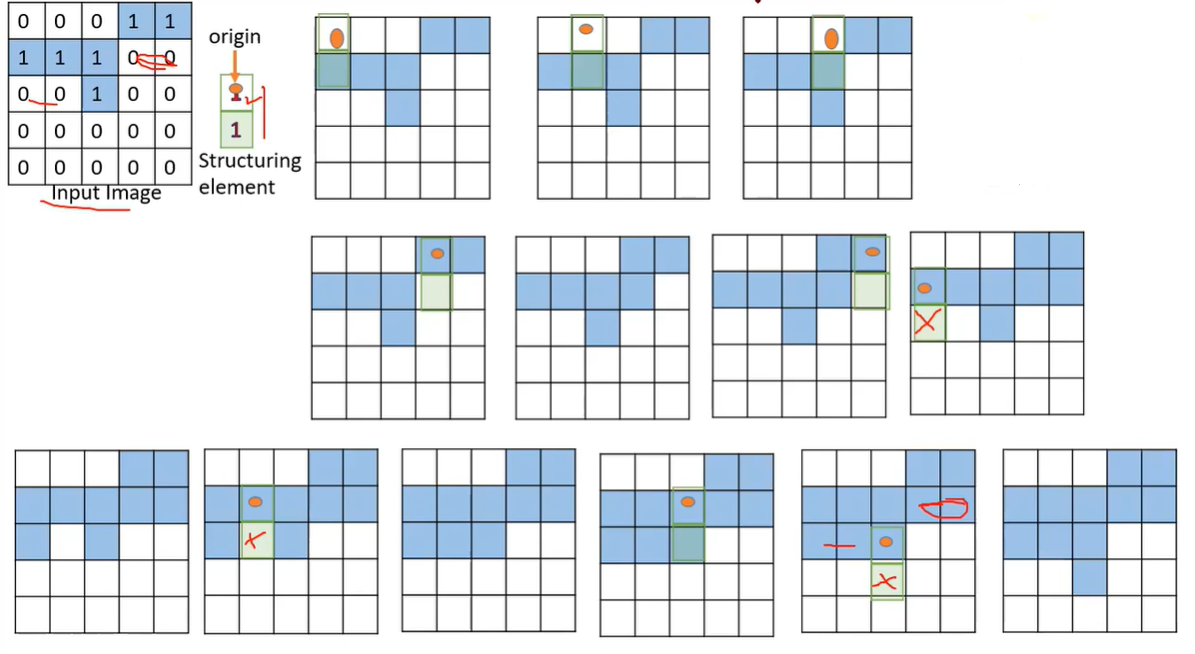 0 0 0 1 1
1 1 1 0 0
0 0 1 0 0
0 0 0 0 0
0 0 0 0 0
Input Image
origin
1
1
Structuring
element